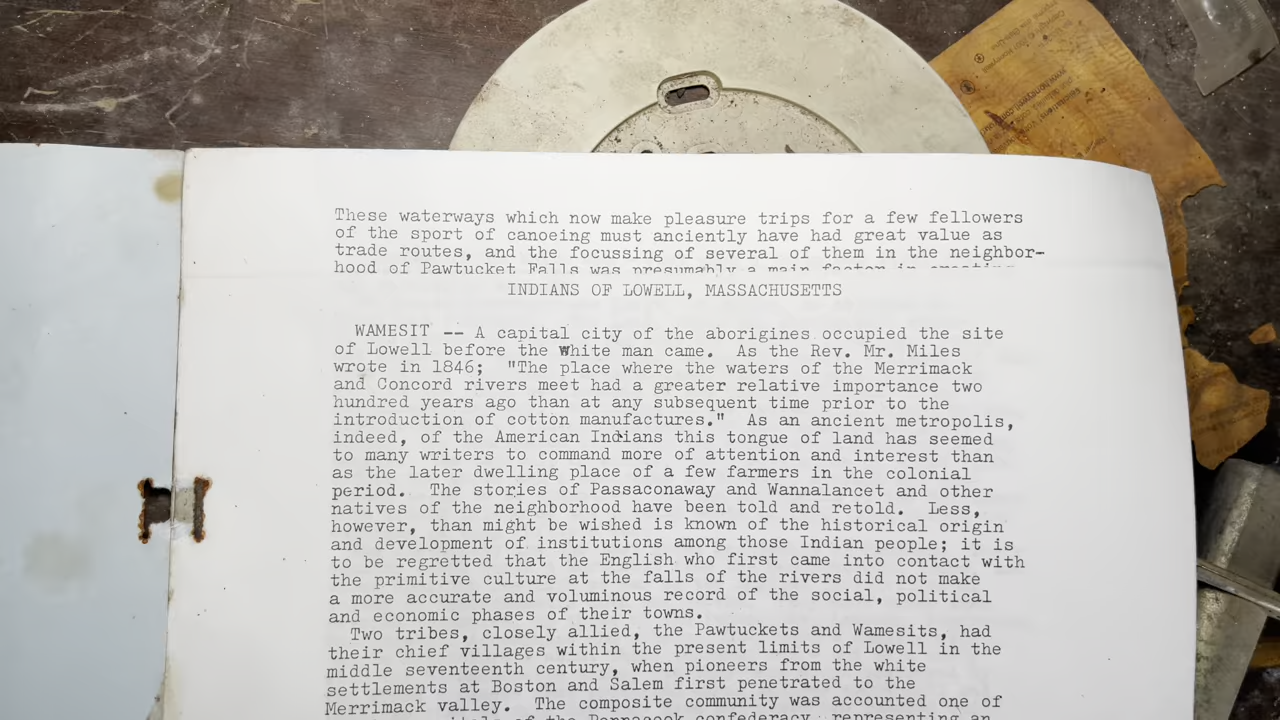 These waterways which now make pleasure trips for a few fellowers
of the sport of canoeing must anciently have had great value as
trade routes, and the focussing of several of them in the neighbor-
hood of Pawtucket Falls was presumably a main factor in creating
INDIANS OF LOWELL, MASSACHUSETTS
WAMESIT -- A capital city of the aborigines occupied the site
of Lowell before the white man came. As the Rev. Mr. Miles
wrote in 1846; "The place where the waters of the Merrimack
and Concord rivers meet had a greater relative importance two
hundred years ago than at any subsequent time prior to the
introduction of cotton manufactures." As an ancient metropolis,
indeed, of the American Indians this tongue of land has seemed
to many writers to command more of attention and interest than
as the later dwelling place of a few farmers in the colonial
period. The stories of Passaconaway and Wannalancet and other
natives of the neighborhood have been told and retold. Less,
however, than might be wished is known of the historical origin
and development of institutions among those Indian people; it is
to be regretted that the English who first came into contact with
the primitive culture at the falls of the rivers did not make
a more accurate and voluminous record of the social, political
and economic phases of their towns.
Two tribes, closely allied, the Pawtuckets and Wamesits, had
their chief villages within the present limits of Lowell in the
middle seventeenth century, when pioneers from the white
settlements at Boston and Salem first penetrated to the
Merrimack valley. The composite community was accounted one of
of the Pennacook confederacy, representing an